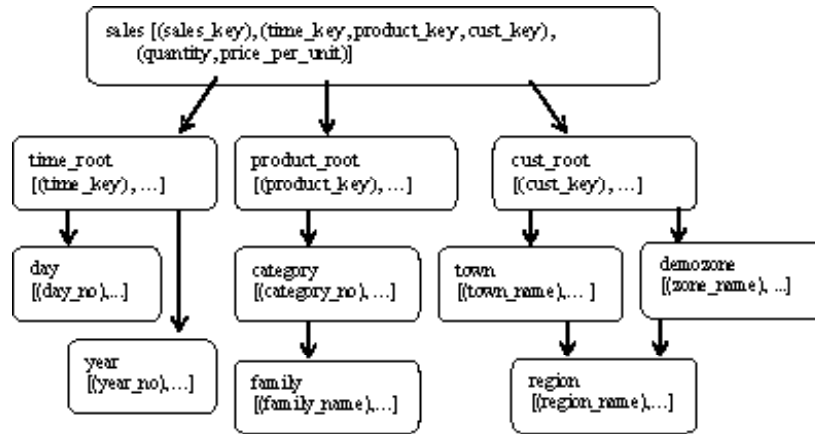 sales [(sales_key),(time_key,product_key,cust_key),
(quantity,price_per_unit)]
time_root
[(time_key), ...]
product_root
[(product_key), ...]
cust_root
[(cust_key), ...]
day
[(day_no),...]
category
[(category_no), ...]
town
[(town_name),... ]
demozone
[(zone_name), ...]
year
[(year_no),...]
family
[(family_name),...]
region
[(region_name),...]